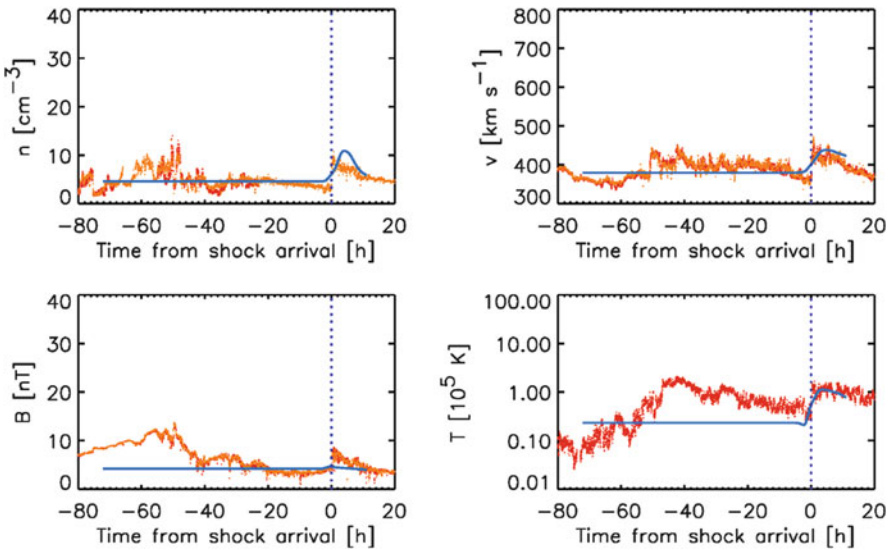 40
30
20
10
0
n [cm⁻³]
−80 −60 −40 −20 0 20
Time from shock arrival [h]
800
700
600
500
400
300
v [km s⁻¹]
−80 −60 −40 −20 0 20
Time from shock arrival [h]
40
30
20
10
0
B [nT]
−80 −60 −40 −20 0 20
Time from shock arrival [h]
100.00
10.00
1.00
0.10
0.01
T [10⁵ K]
−80 −60 −40 −20 0 20
Time from shock arrival [h]